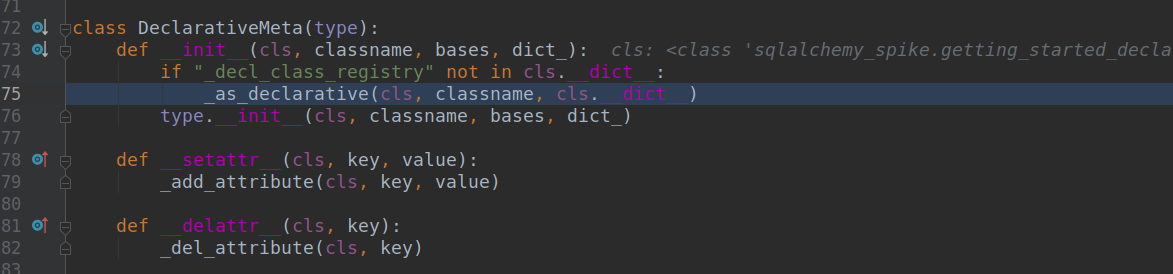 71
72 class DeclarativeMeta(type):
73 def __init__(cls, classname, bases, dict_): cls: <class 'sqlalchemy_spike.getting_started_decla
74 if "_decl_class_registry" not in cls.__dict__:
75 _as_declarative(cls, classname, cls.__dict__)
76 type.__init__(cls, classname, bases, dict_)
77
78 def __setattr__(cls, key, value):
79 _add_attribute(cls, key, value)
80
81 def __delattr__(cls, key):
82 _del_attribute(cls, key)
83